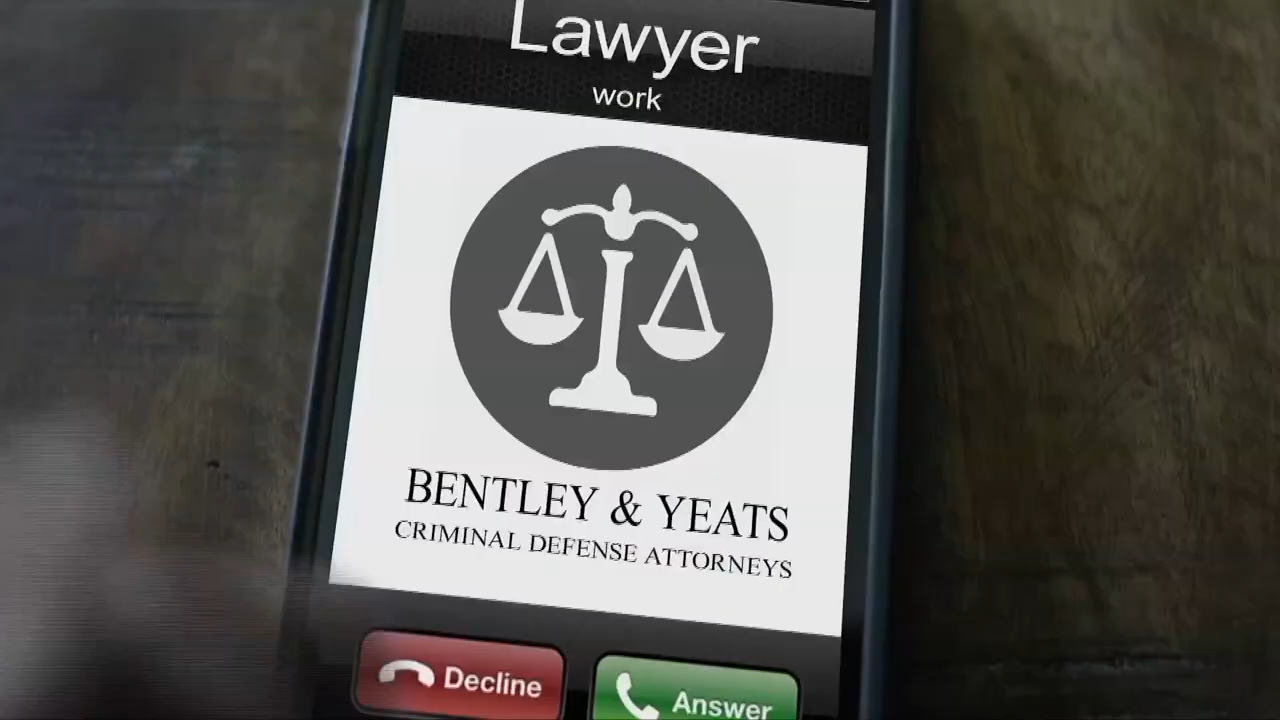 Lawyer
work
BENTLEY & YEATS
CRIMINAL DEFENSE ATTORNEYS
Decline
Answer